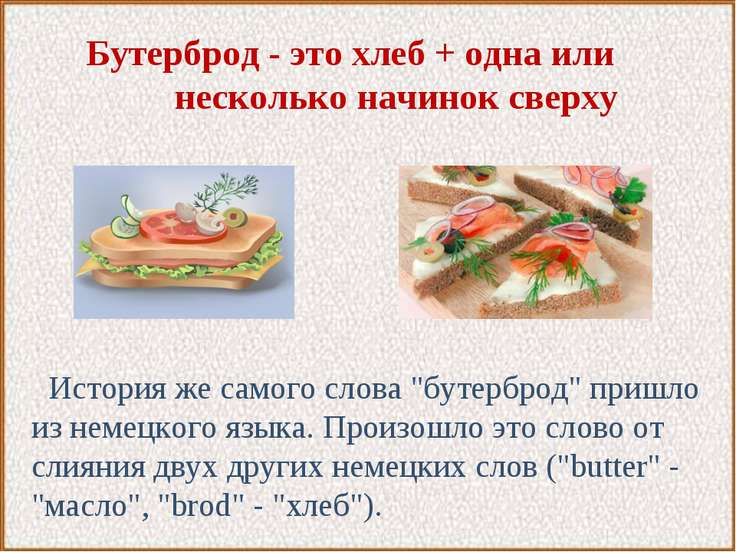 Бутерброд - это хлеб + одна или
несколько начинок сверху
История же самого слова "бутерброд" пришло
из немецкого языка. Произошло это слово от
слияния двух других немецких слов ("butter" -
"масло", "brod" - "хлеб").